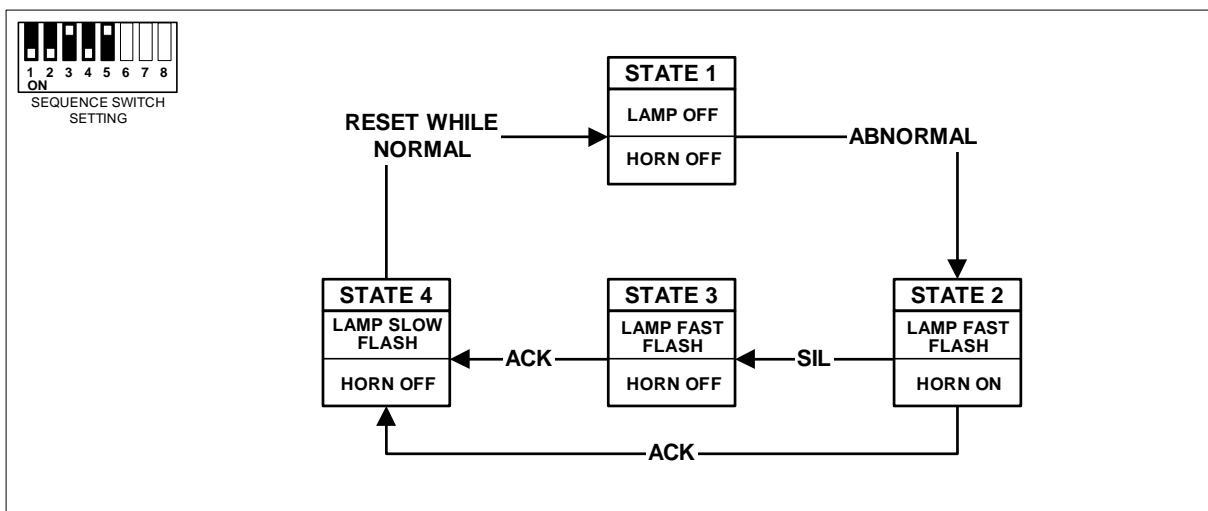 1 2 3 4 5 6 7 8
ON
SEQUENCE SWITCH
SETTING
STATE 1
LAMP OFF
HORN OFF
RESET WHILE
NORMAL
ABNORMAL
STATE 4
LAMP SLOW
FLASH
HORN OFF
ACK
STATE 3
LAMP FAST
FLASH
HORN OFF
SIL
STATE 2
LAMP FAST
FLASH
HORN ON
ACK